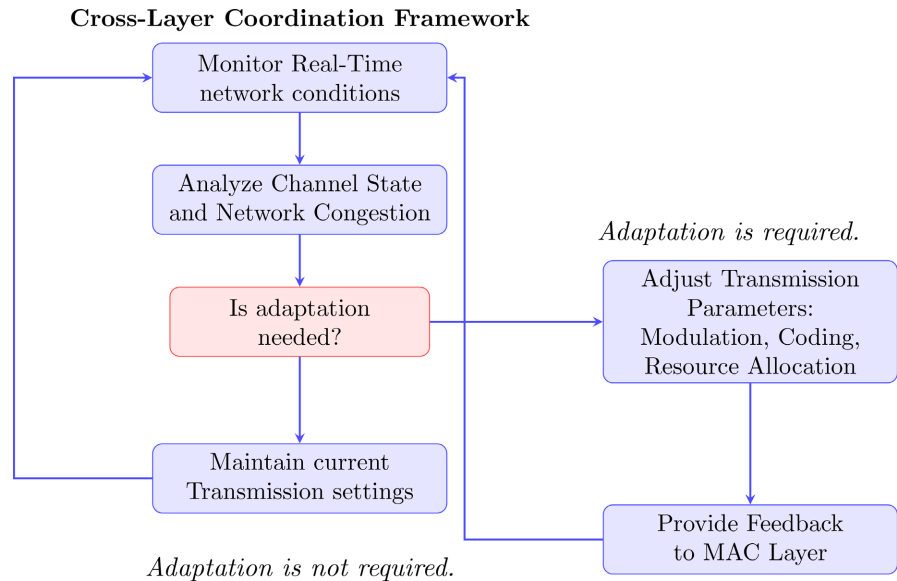 Cross-Layer Coordination Framework
Monitor Real-Time
network conditions
Analyze Channel State
and Network Congestion
Is adaptation
needed?
Maintain current
Transmission settings
Adaptation is not required.
Adaptation is required.
Adjust Transmission
Parameters:
Modulation, Coding,
Resource Allocation
Provide Feedback
to MAC Layer